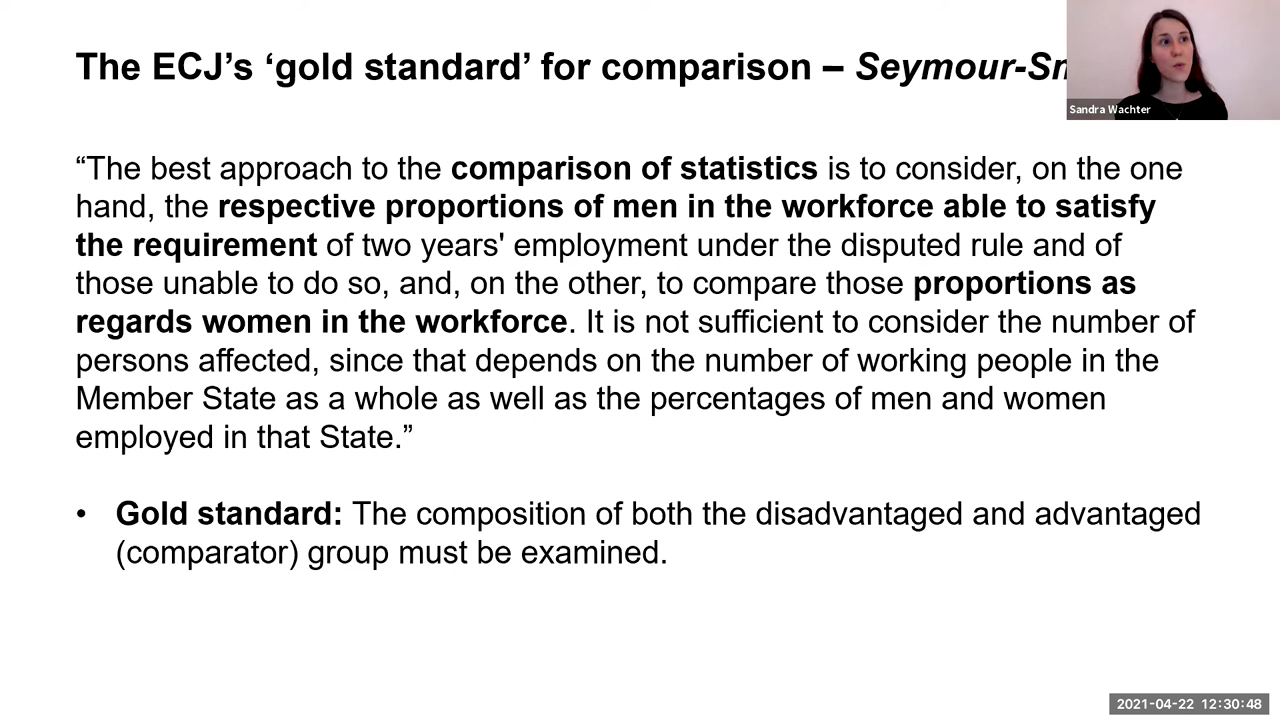 The ECJ's ‘gold standard’ for comparison – Seymour-Sm
Sandra Wachter
“The best approach to the comparison of statistics is to consider, on the one
hand, the respective proportions of men in the workforce able to satisfy
the requirement of two years' employment under the disputed rule and of
those unable to do so, and, on the other, to compare those proportions as
regards women in the workforce. It is not sufficient to consider the number of
persons affected, since that depends on the number of working people in the
Member State as a whole as well as the percentages of men and women
employed in that State.”
• Gold standard: The composition of both the disadvantaged and advantaged
(comparator) group must be examined.
2021-04-22 12:30:48